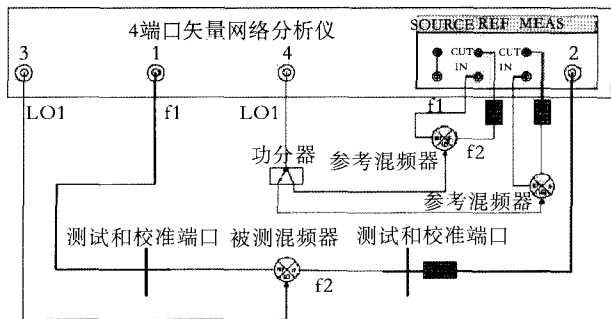 4端口矢量网络分析仪
SOURCE REF MEAS
3
1
4
CUT
CUT
2
IN
IN
LO1
f1
LO1
f1
功分器
参考混频器
f2
参考混频器
测试和校准端口
被测混频器
测试和校准端口
f2